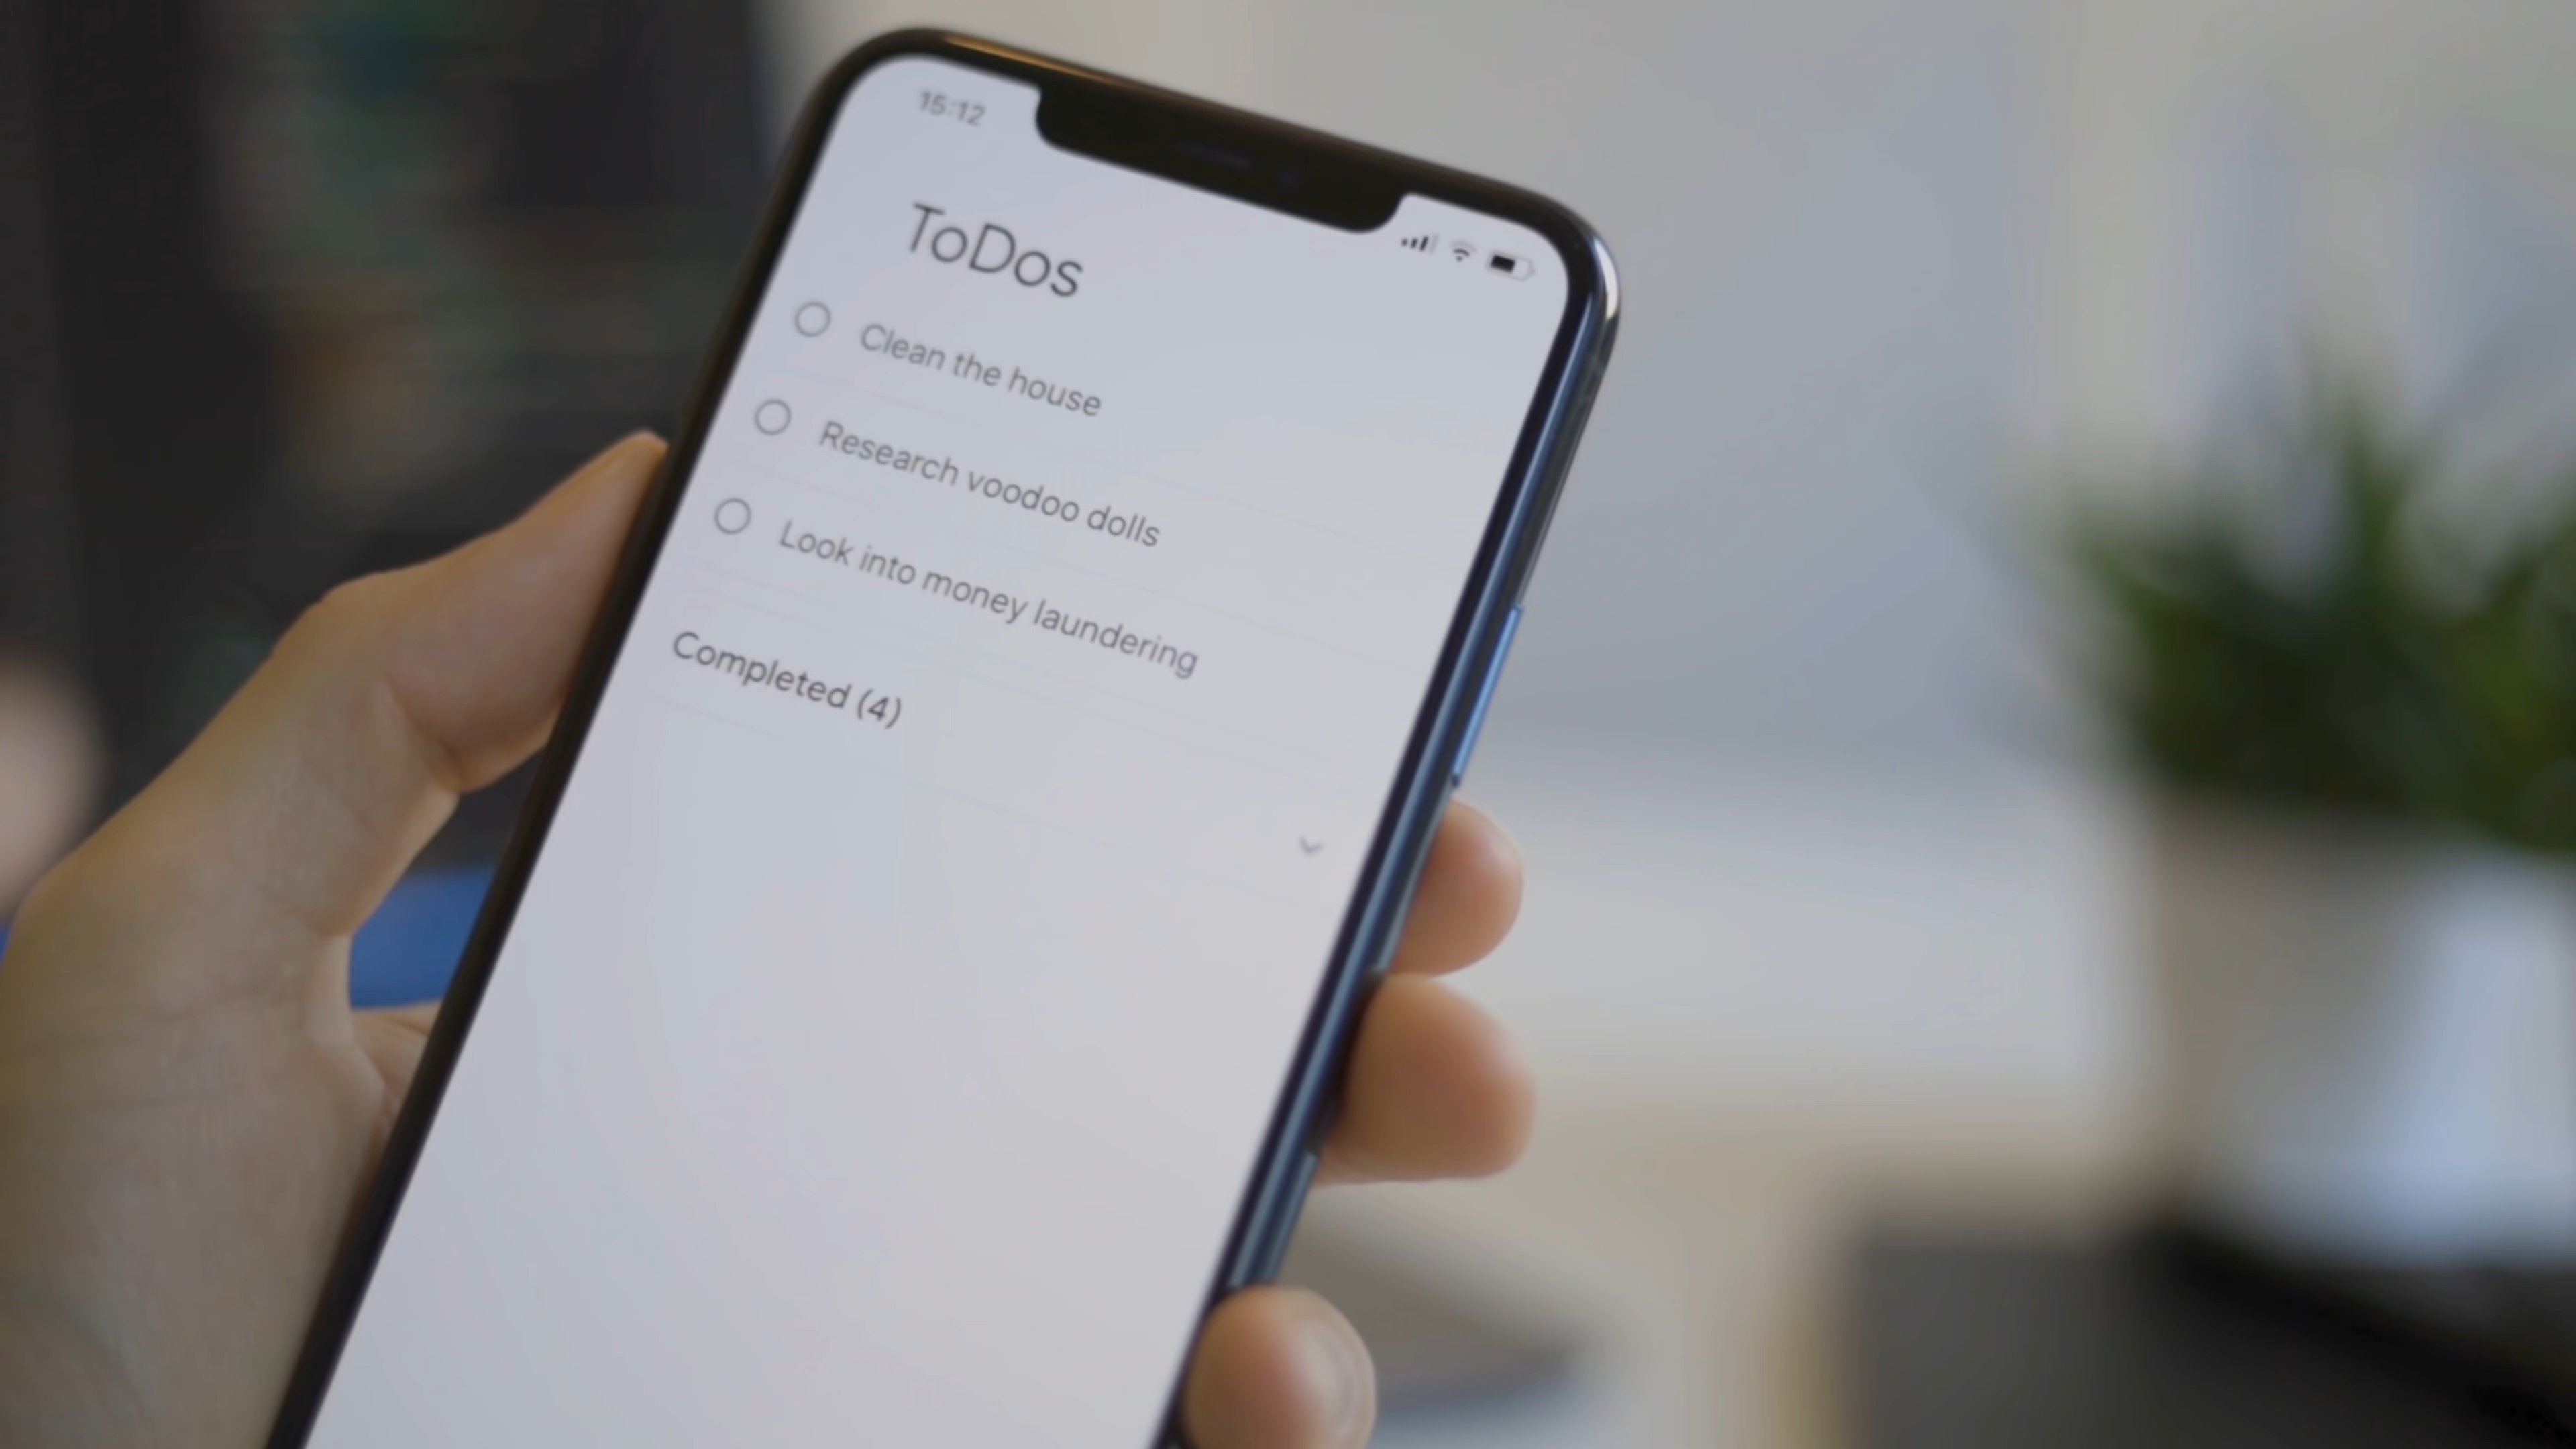 15:12
ToDos
Clean the house
Research voodoo dolls
Look into money laundering
Completed (4)